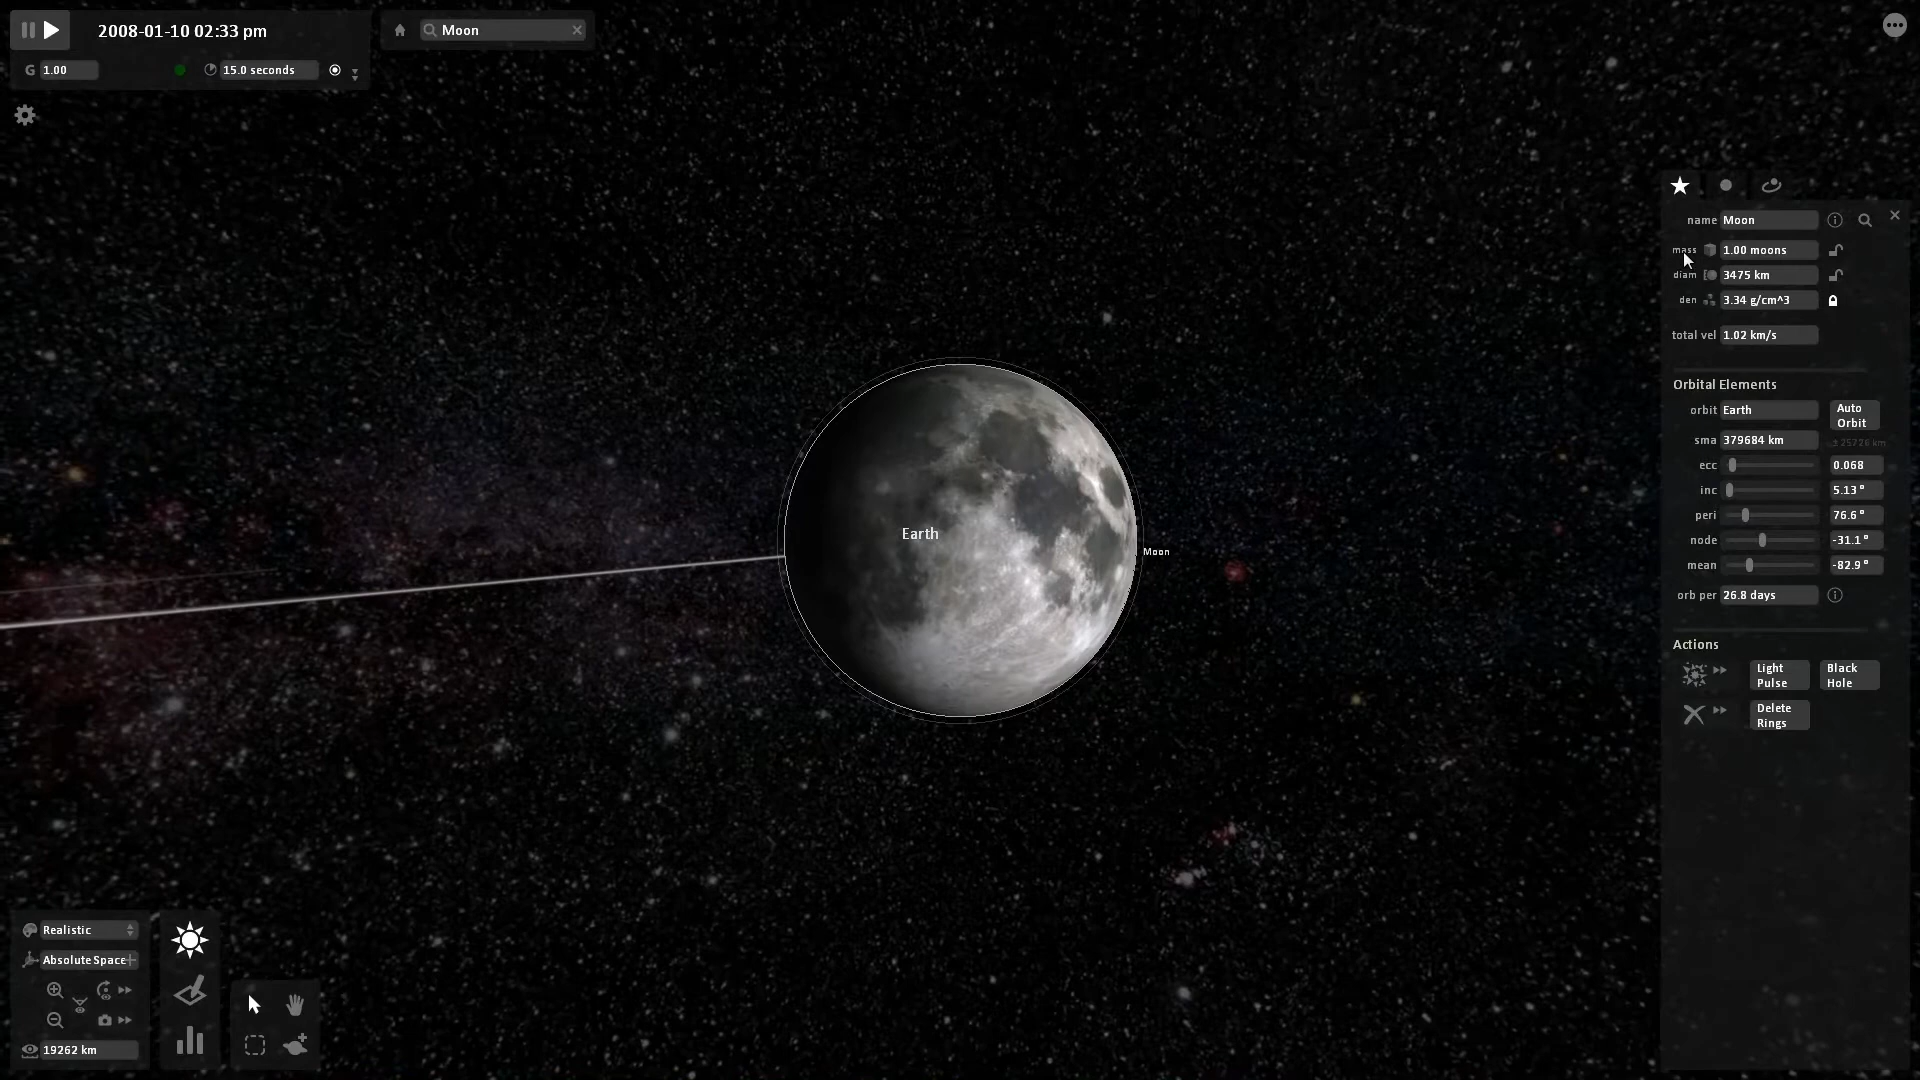 2008-01-10 02:33 pm
Moon
G 1.00
15.0 seconds
name Moon
mass 1.00 moons
diam 3475 km
den 3.34 g/cm^3
total vel 1.02 km/s
Orbital Elements
orbit Earth
Auto
Orbit
sma 379684 km ± 25728 km
ecc 0.068
inc 5.13 °
peri 76.6 °
node -31.1 °
mean -82.9 °
orb per 26.8 days
Actions
Light
Pulse
Black
Hole
Delete
Rings
Earth
Moon
Realistic
Absolute Space
19262 km